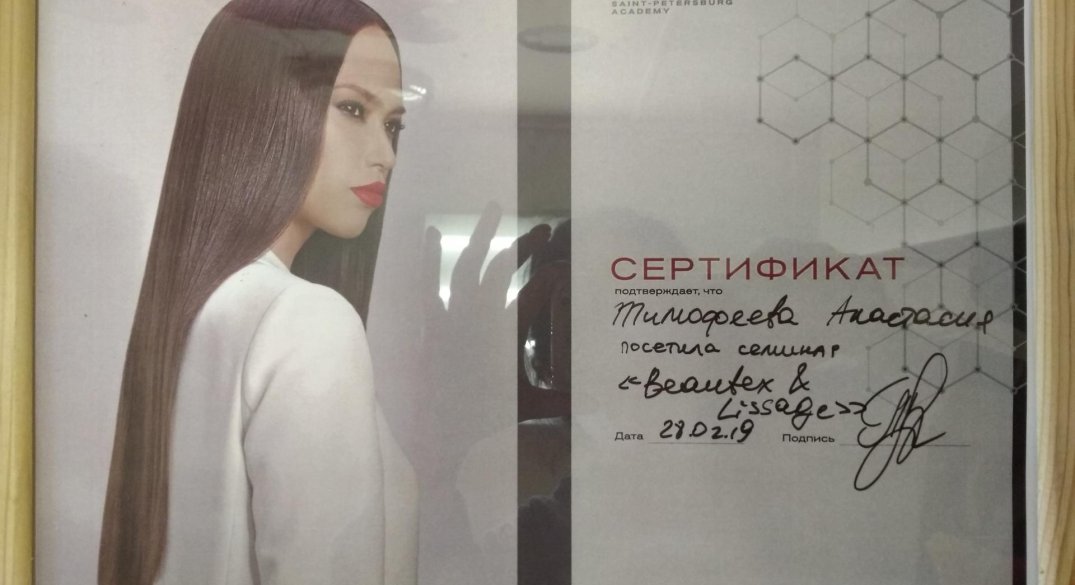 SAINT-PETERSBURG
ACADEMY
СЕРТИФИКАТ
подтверждает, что
Тимофеева Анастасия
посетила семинар
«Beautex &
Lissage»
Дата 28.02.19 Подпись